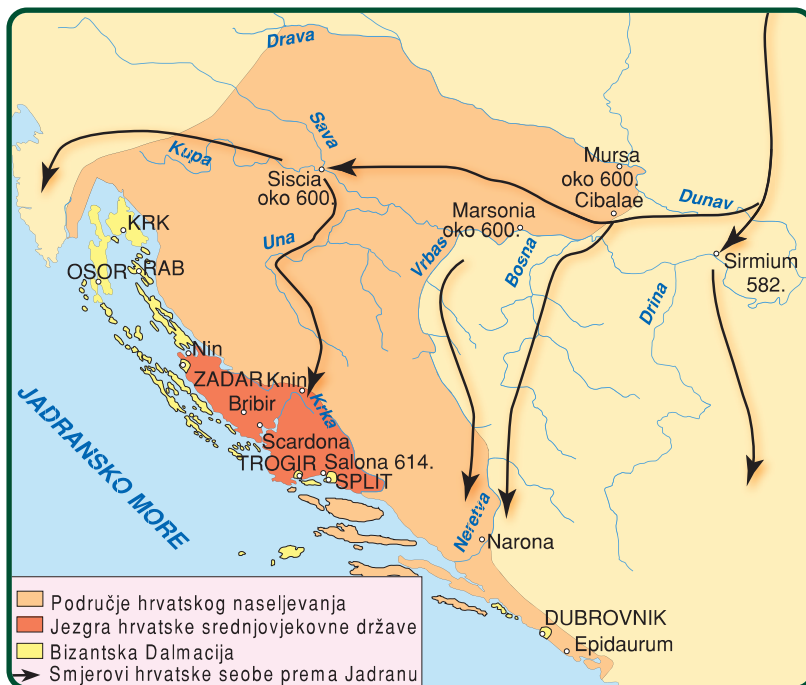 Drava
Sava
Kupa
Mursa
oko 600.
Cibalae
Dunav
Siscia
oko 600.
Marsonia
oko 600.
KRK
Una
Vrbas
Bosna
OSOR
RAB
Sirmium
582.
Drina
Nin
ZADAR
Knin
Krka
Bribir
Scardona
TROGIR
Salona 614.
SPLIT
JADRANSKO MORE
Neretva
Narona
DUBROVNIK
Epidaurum
Područje hrvatskog naseljevanja
Jezgra hrvatske srednjovjekovne države
Bizantska Dalmacija
Smjerovi hrvatske seobe prema Jadranu